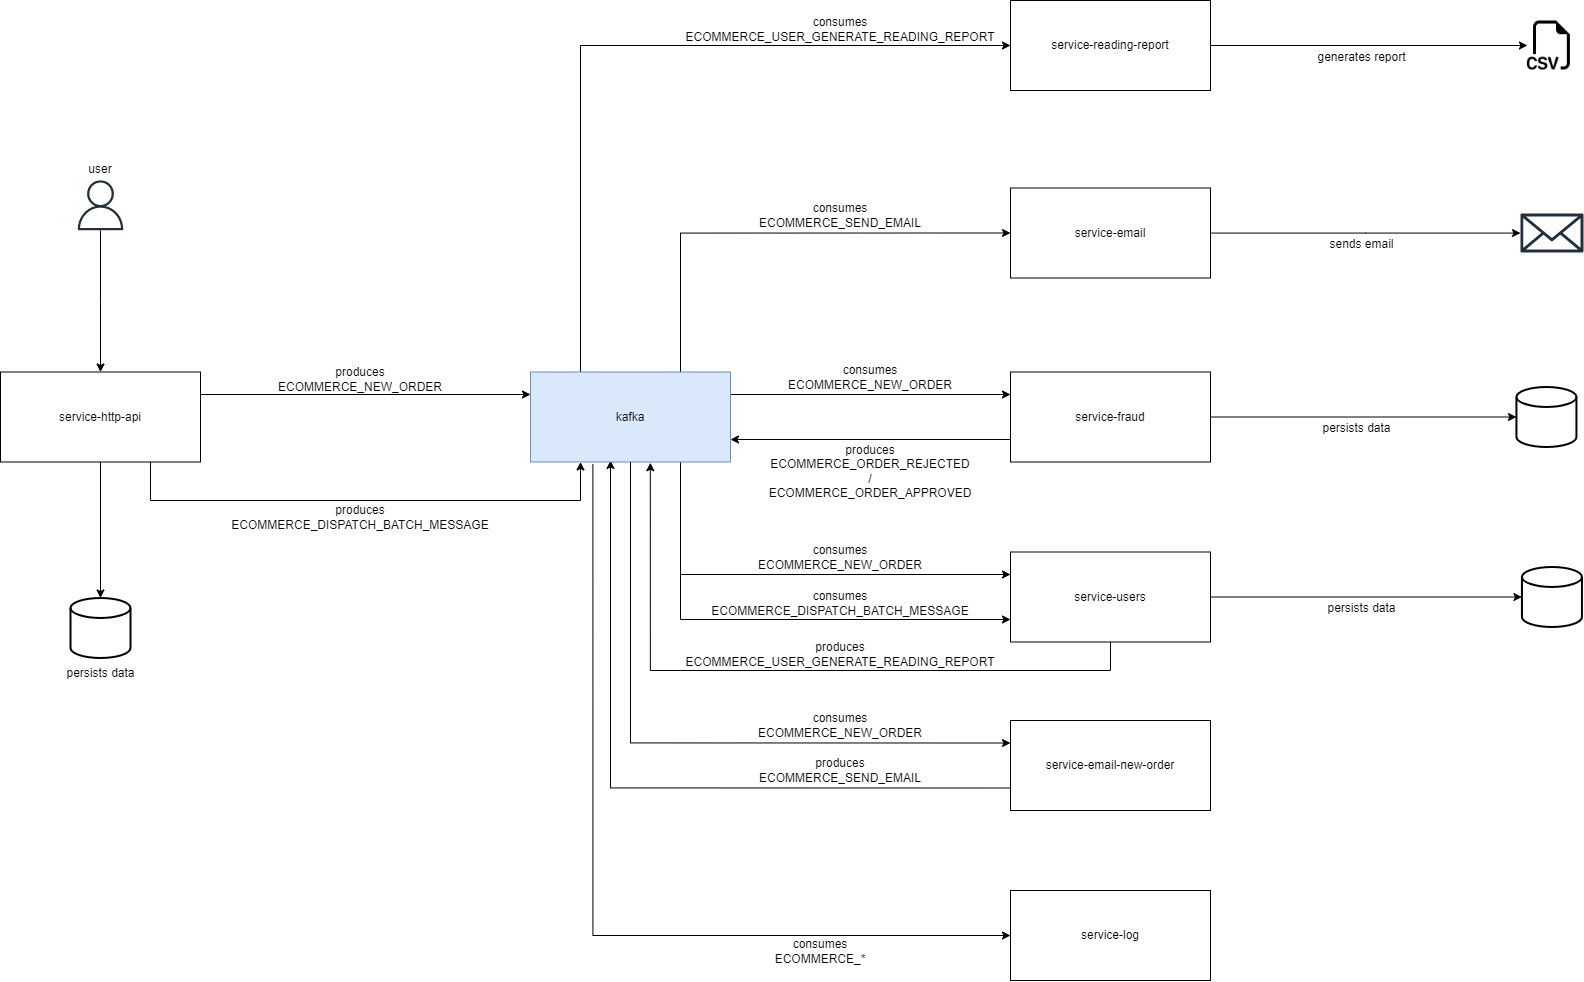 consumes
ECOMMERCE_USER_GENERATE_READING_REPORT
service-reading-report
generates report
CSV
user
consumes
ECOMMERCE_SEND_EMAIL
service-email
sends email
produces
ECOMMERCE_NEW_ORDER
service-http-api
kafka
consumes
ECOMMERCE_NEW_ORDER
service-fraud
persists data
produces
ECOMMERCE_ORDER_REJECTED
/
ECOMMERCE_ORDER_APPROVED
produces
ECOMMERCE_DISPATCH_BATCH_MESSAGE
consumes
ECOMMERCE_NEW_ORDER
consumes
ECOMMERCE_DISPATCH_BATCH_MESSAGE
service-users
persists data
produces
ECOMMERCE_USER_GENERATE_READING_REPORT
persists data
consumes
ECOMMERCE_NEW_ORDER
service-email-new-order
produces
ECOMMERCE_SEND_EMAIL
service-log
consumes
ECOMMERCE_*